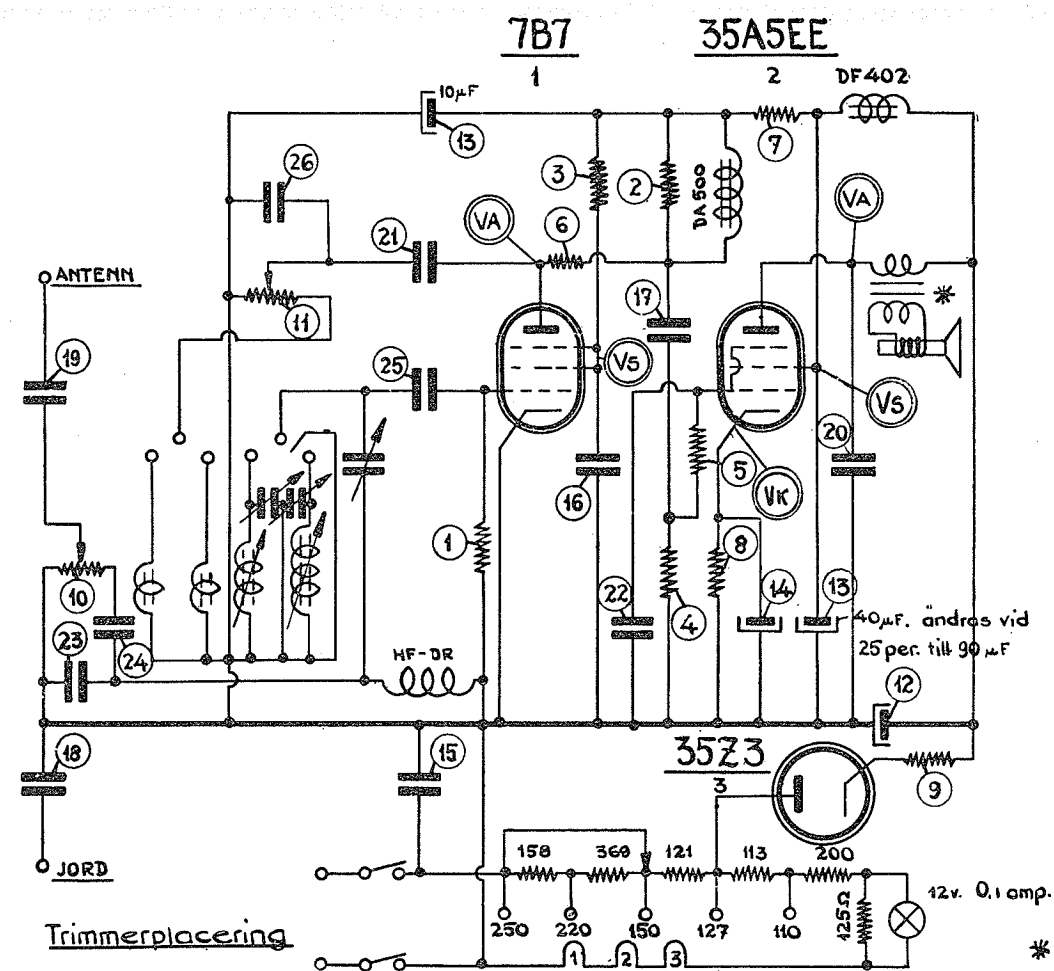 7B7
35A5EE
1
2
DF402
10µF
13
7
26
3
2
DA500
VA
VA
21
6
ANTENN
17
11
*
19
25
VS
VS
20
5
16
VK
1
8
10
22
14
13
4
40µF. ändras vid
23
24
HF-DR
25 per. till 90µF
12
18
15
35Z3
3
9
JORD
158
369
121
113
200
12v. 0,1 amp.
250
220
150
127
110
125Ω
Trimmerplacering
1
2
3
*